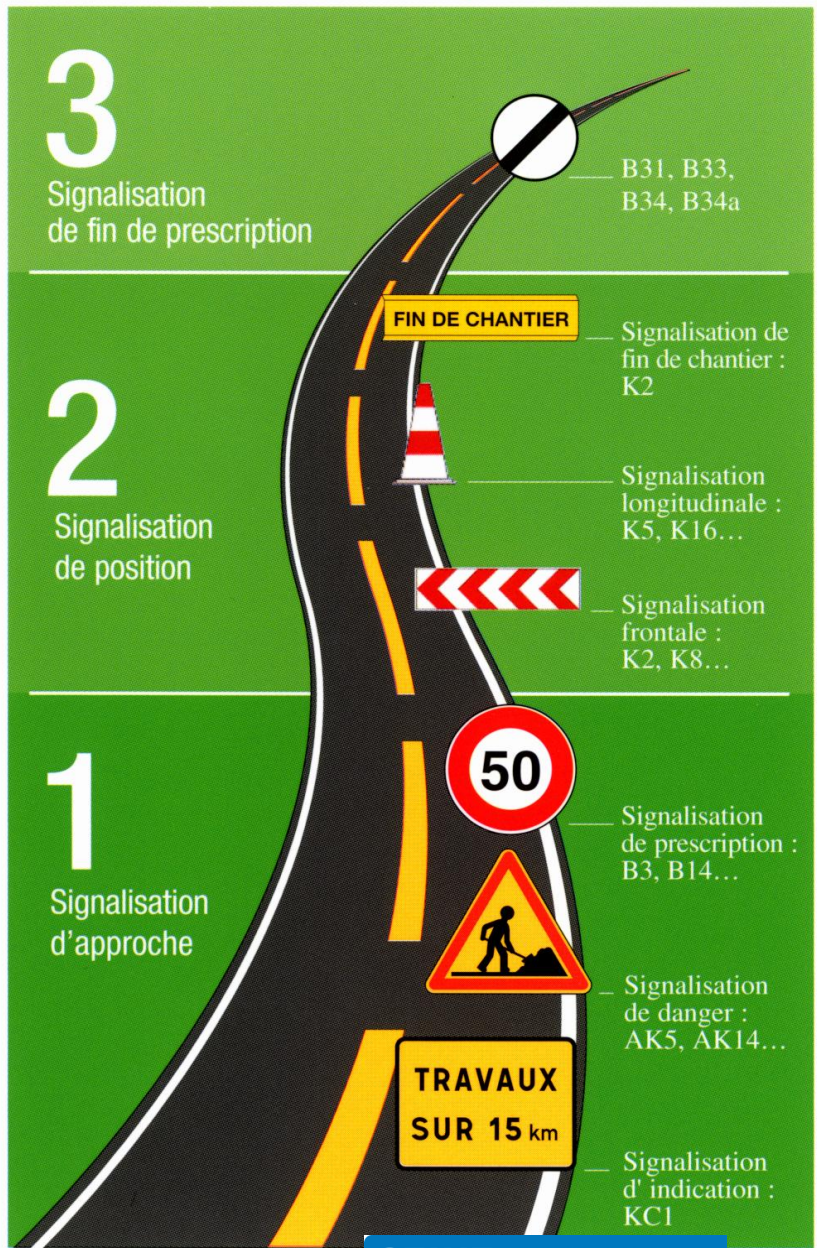 3
Signalisation
de fin de prescription
B31, B33,
B34, B34a
FIN DE CHANTIER
Signalisation de
fin de chantier :
K2
2
Signalisation
de position
Signalisation
longitudinale :
K5, K16...
Signalisation
frontale :
K2, K8...
1
Signalisation
d'approche
50
Signalisation
de prescription :
B3, B14...
Signalisation
de danger :
AK5, AK14...
TRAVAUX
SUR 15 km
Signalisation
d' indication :
KC1